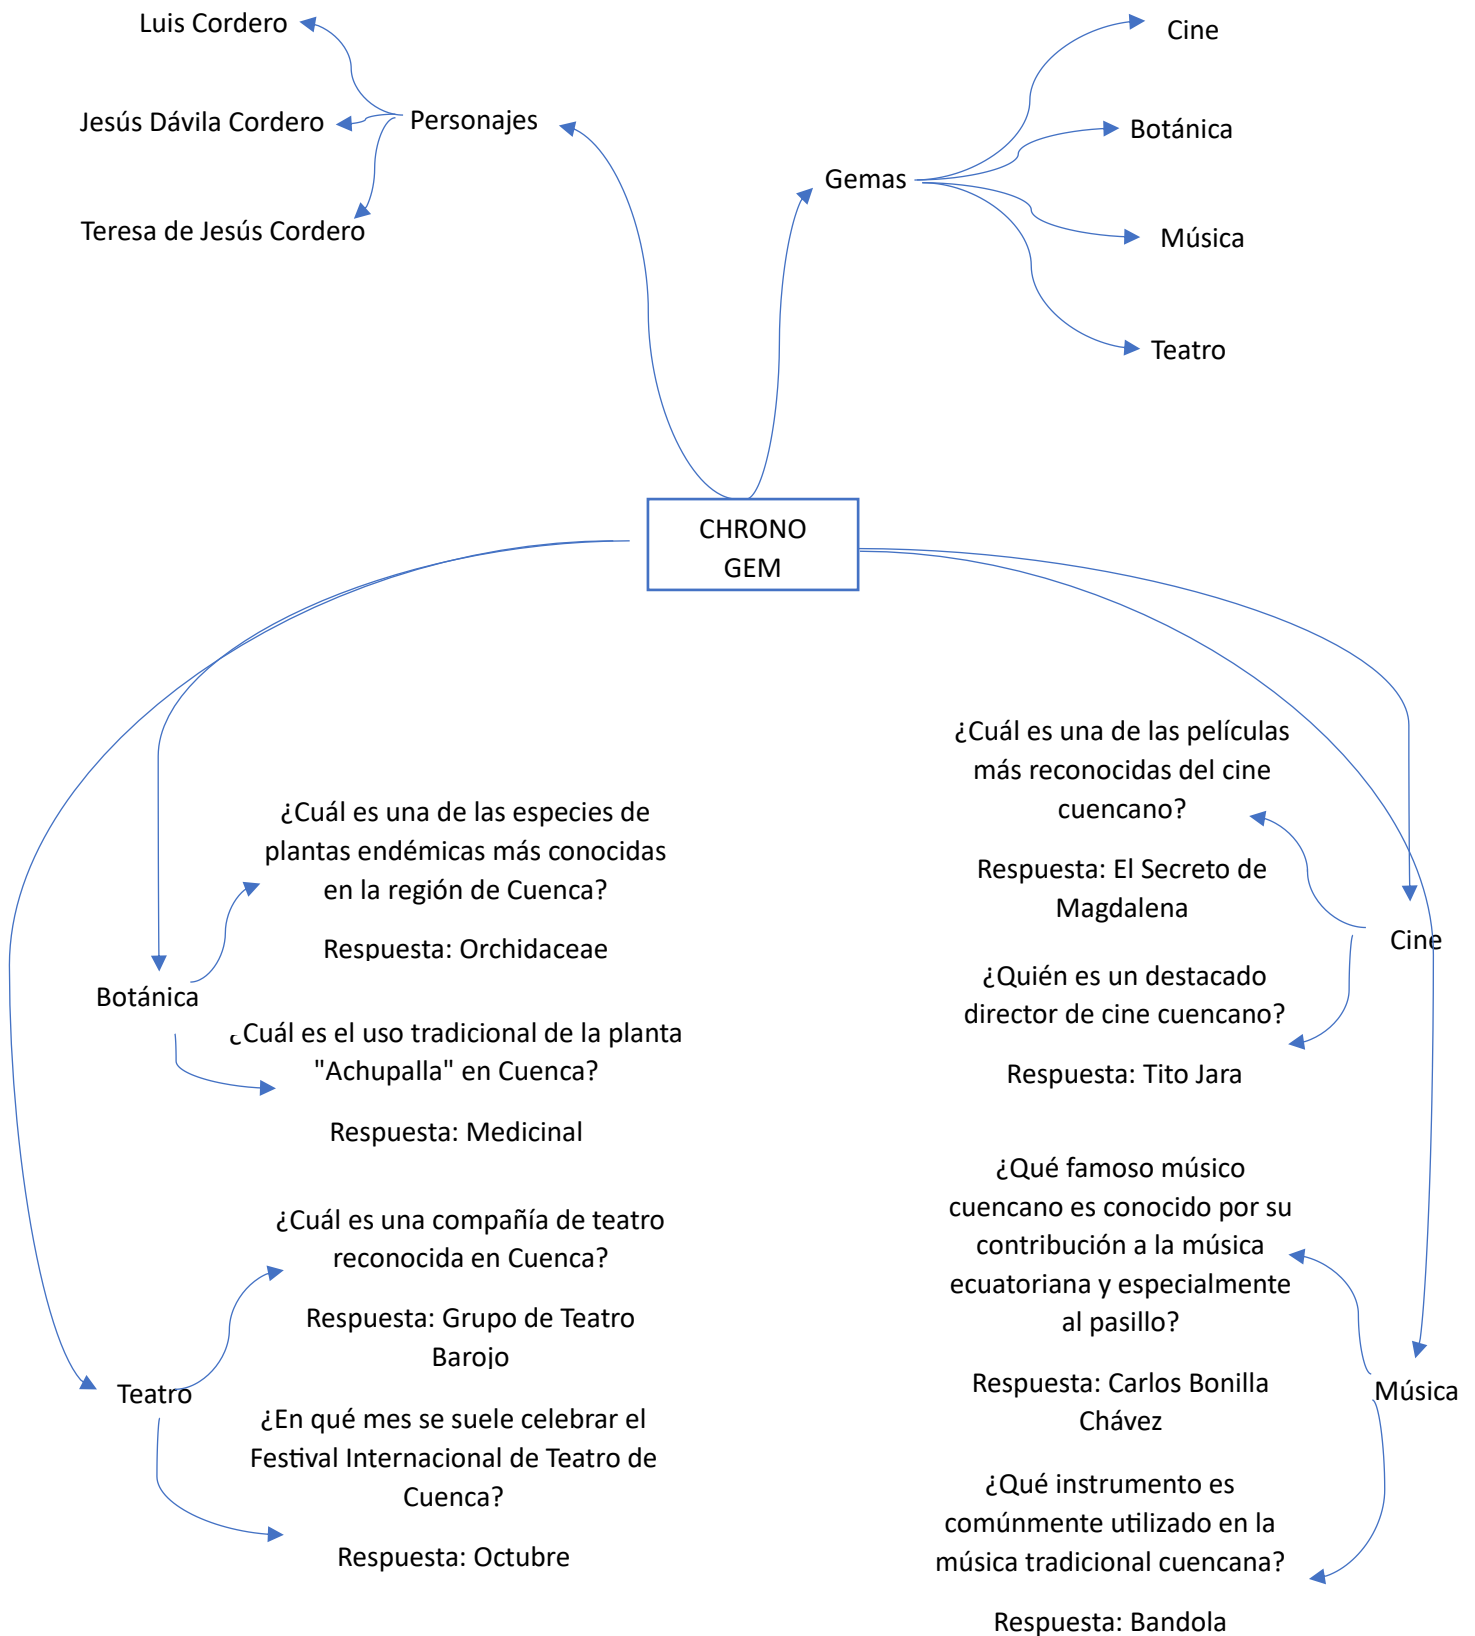 Luis Cordero
Jesús Dávila Cordero
Personajes
Teresa de Jesús Cordero
Gemas
Cine
Botánica
Música
Teatro
CHRONO
GEM
¿Cuál es una de las especies de
plantas endémicas más conocidas
en la región de Cuenca?
Respuesta: Orchidaceae
Botánica
¿Cuál es el uso tradicional de la planta
"Achupalla" en Cuenca?
Respuesta: Medicinal
¿Cuál es una compañía de teatro
reconocida en Cuenca?
Respuesta: Grupo de Teatro
Barojo
Teatro
¿En qué mes se suele celebrar el
Festival Internacional de Teatro de
Cuenca?
Respuesta: Octubre
¿Cuál es una de las películas
más reconocidas del cine
cuencano?
Respuesta: El Secreto de
Magdalena
Cine
¿Quién es un destacado
director de cine cuencano?
Respuesta: Tito Jara
¿Qué famoso músico
cuencano es conocido por su
contribución a la música
ecuatoriana y especialmente
al pasillo?
Respuesta: Carlos Bonilla
Chávez
Música
¿Qué instrumento es
comúnmente utilizado en la
música tradicional cuencana?
Respuesta: Bandola